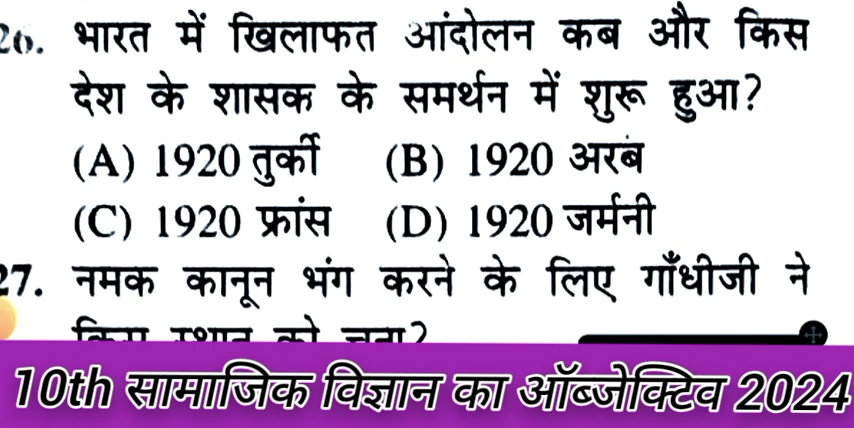 26. भारत में खिलाफत आंदोलन कब और किस
देश के शासक के समर्थन में शुरू हुआ?
(A) 1920 तुर्की (B) 1920 अरब
(C) 1920 फ्रांस (D) 1920 जर्मनी
27. नमक कानून भंग करने के लिए गाँधीजी ने
किस स्थान को चुना?
10th सामाजिक विज्ञान का ऑब्जेक्टिव 2024